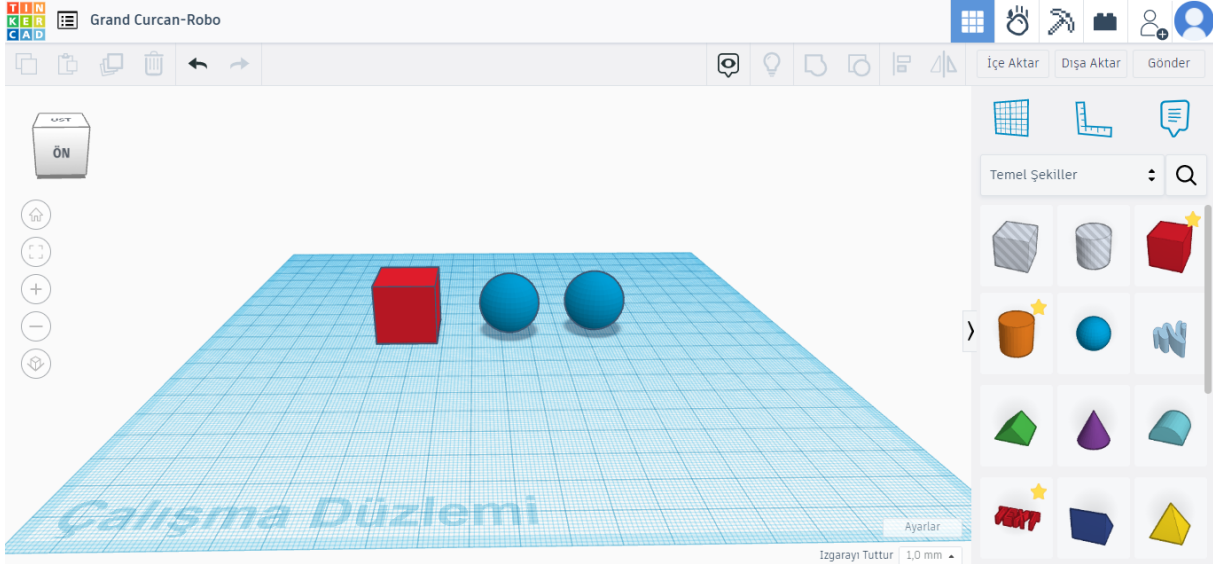 TIN
KER
CAD
Grand Curcan-Robo
İçe Aktar
Dışa Aktar
Gönder
ÜST
ÖN
Temel Şekiller
TEXT
Çalışma Düzlemi
Ayarlar
Izgarayı Tuttur
1,0 mm